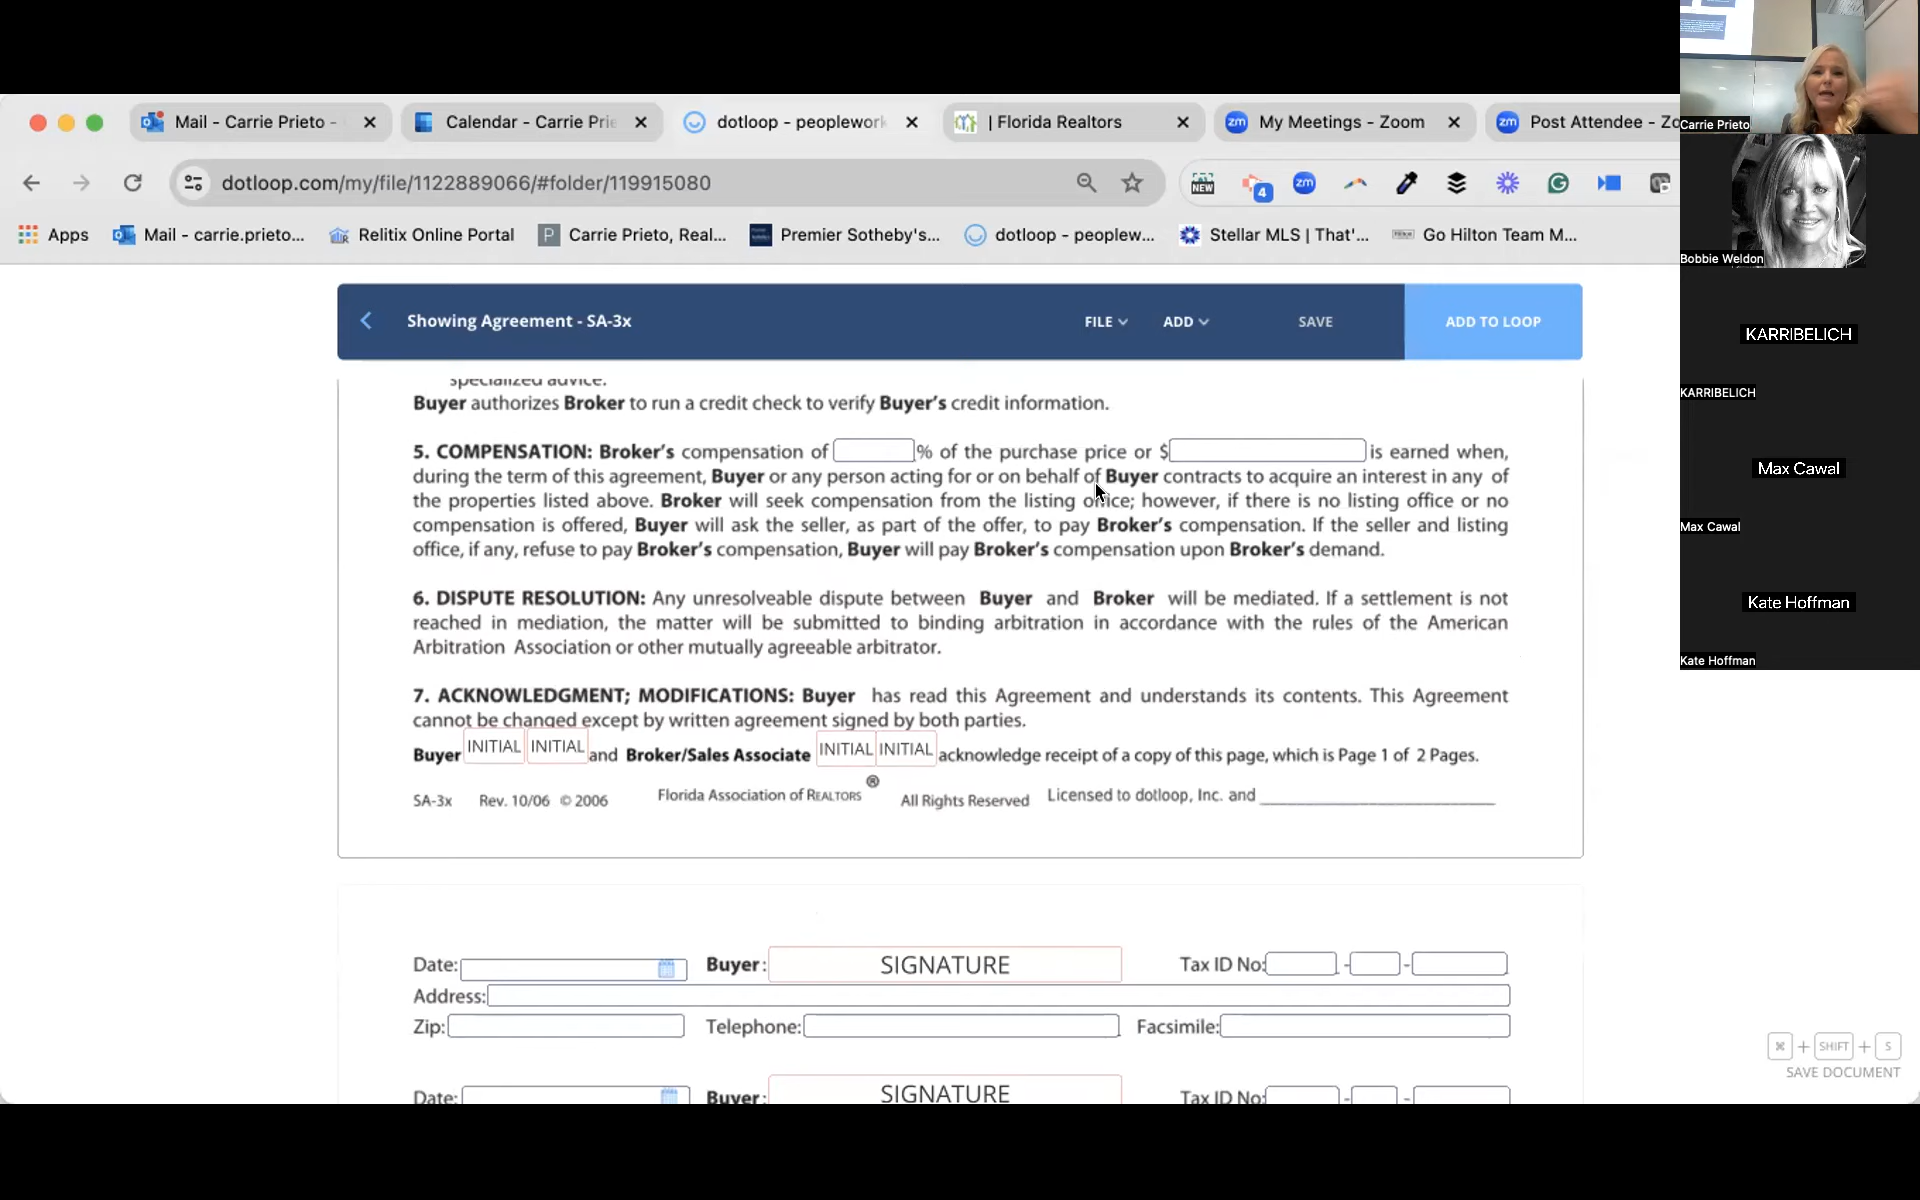 Mail - Carrie Prieto -
Calendar - Carrie Prie
dotloop - peoplework
| Florida Realtors
My Meetings - Zoom
Post Attendee - Zo
dotloop.com/my/file/1122889066/#folder/119915080
NEW
4
zm
Apps
Mail - carrie.prieto...
Relitix Online Portal
Carrie Prieto, Real...
Premier Sotheby's...
dotloop - peoplew...
Stellar MLS | That'...
Go Hilton Team M...
Showing Agreement - SA-3x
FILE
ADD
SAVE
ADD TO LOOP
specialized advice.
Buyer authorizes Broker to run a credit check to verify Buyer's credit information.
5. COMPENSATION: Broker's compensation of % of the purchase price or $ is earned when,
during the term of this agreement, Buyer or any person acting for or on behalf of Buyer contracts to acquire an interest in any of
the properties listed above. Broker will seek compensation from the listing office; however, if there is no listing office or no
compensation is offered, Buyer will ask the seller, as part of the offer, to pay Broker's compensation. If the seller and listing
office, if any, refuse to pay Broker's compensation, Buyer will pay Broker's compensation upon Broker's demand.
6. DISPUTE RESOLUTION: Any unresolveable dispute between Buyer and Broker will be mediated. If a settlement is not
reached in mediation, the matter will be submitted to binding arbitration in accordance with the rules of the American
Arbitration Association or other mutually agreeable arbitrator.
7. ACKNOWLEDGMENT; MODIFICATIONS: Buyer has read this Agreement and understands its contents. This Agreement
cannot be changed except by written agreement signed by both parties.
Buyer INITIAL INITIAL and Broker/Sales Associate INITIAL INITIAL acknowledge receipt of a copy of this page, which is Page 1 of 2 Pages.
SA-3x Rev. 10/06 © 2006 Florida Association of REALTORS ® All Rights Reserved Licensed to dotloop, Inc. and
Date: Buyer: SIGNATURE Tax ID No: - -
Address:
Zip: Telephone: Facsimile:
Date: Buyer: SIGNATURE Tax ID No: - -
⌘ + SHIFT + S
SAVE DOCUMENT
Carrie Prieto
Bobbie Weldon
KARRIBELICH
KARRIBELICH
Max Cawal
Max Cawal
Kate Hoffman
Kate Hoffman